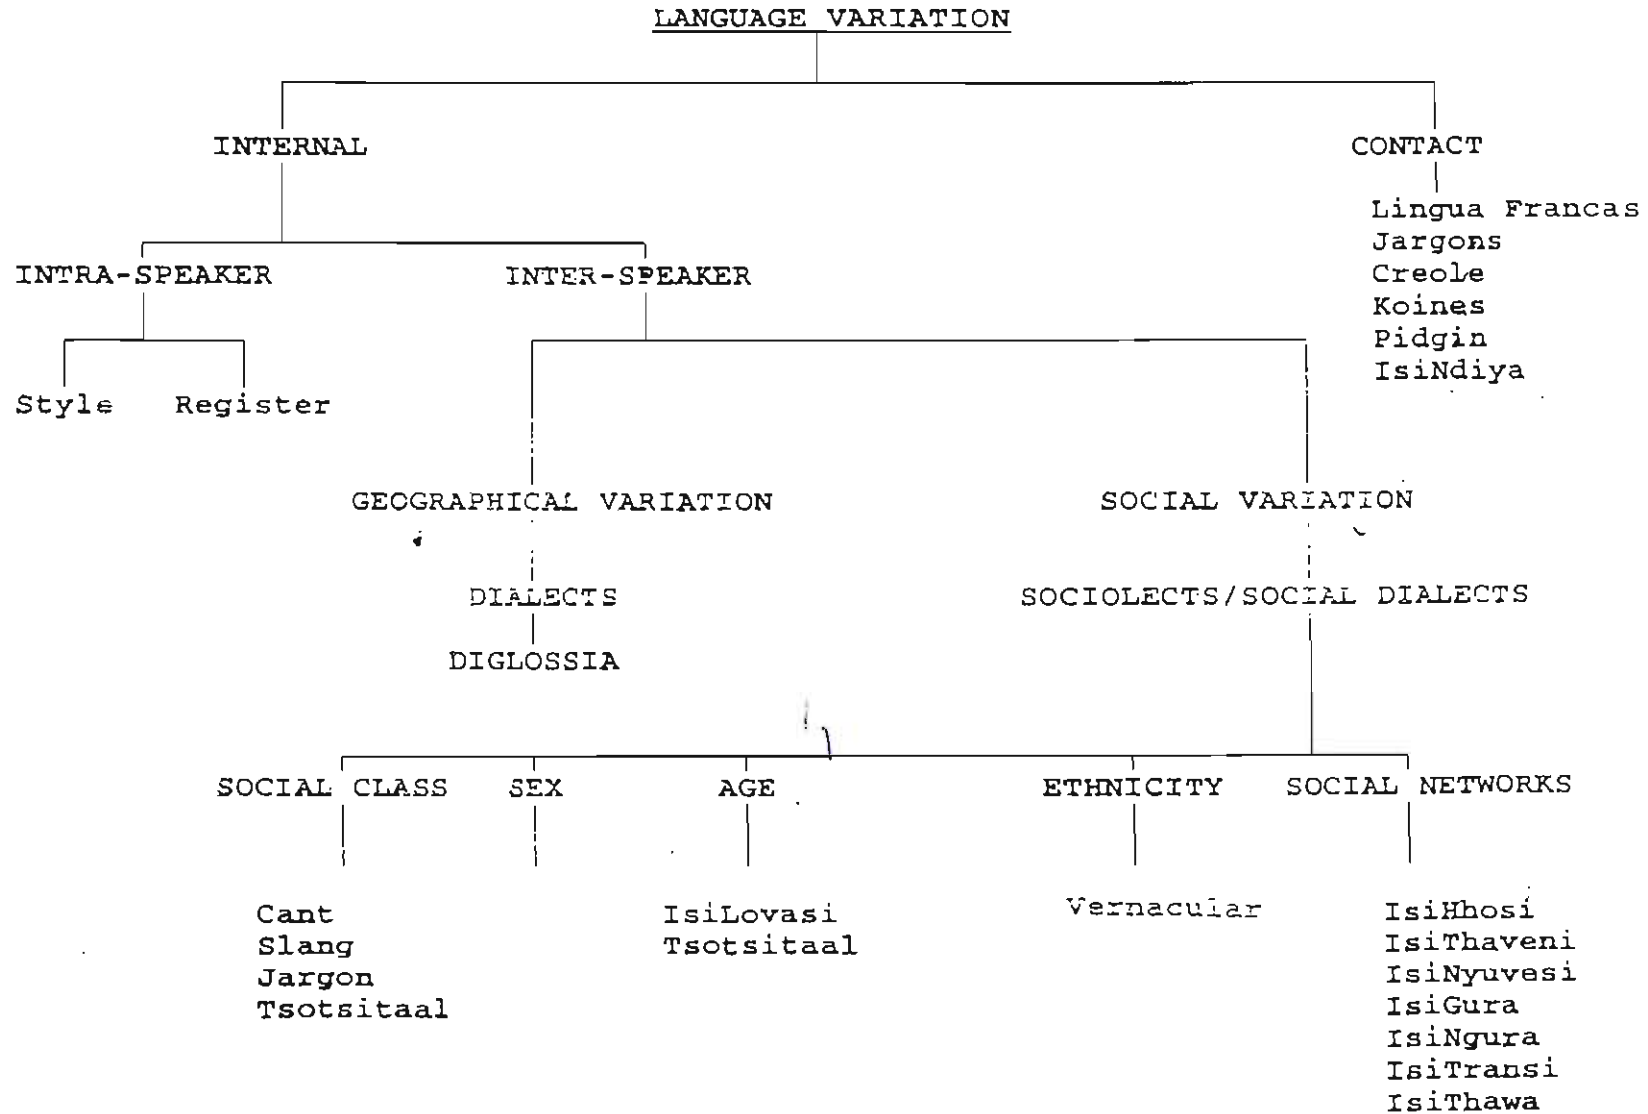 LANGUAGE VARIATION
INTERNAL
CONTACT
Lingua Francas
Jargons
Creole
Koines
Pidgin
IsiNdiya
INTRA-SPEAKER
INTER-SPEAKER
Style
Register
GEOGRAPHICAL VARIATION
SOCIAL VARIATION
DIALECTS
SOCIOLECTS/SOCIAL DIALECTS
DIGLOSSIA
SOCIAL CLASS
SEX
AGE
ETHNICITY
SOCIAL NETWORKS
Cant
Slang
Jargon
Tsotsitaal
IsiLovasi
Tsotsitaal
Vernacular
IsiHhosi
IsiThaveni
IsiNyuvesi
IsiGura
IsiNgura
IsiTransi
IsiThawa